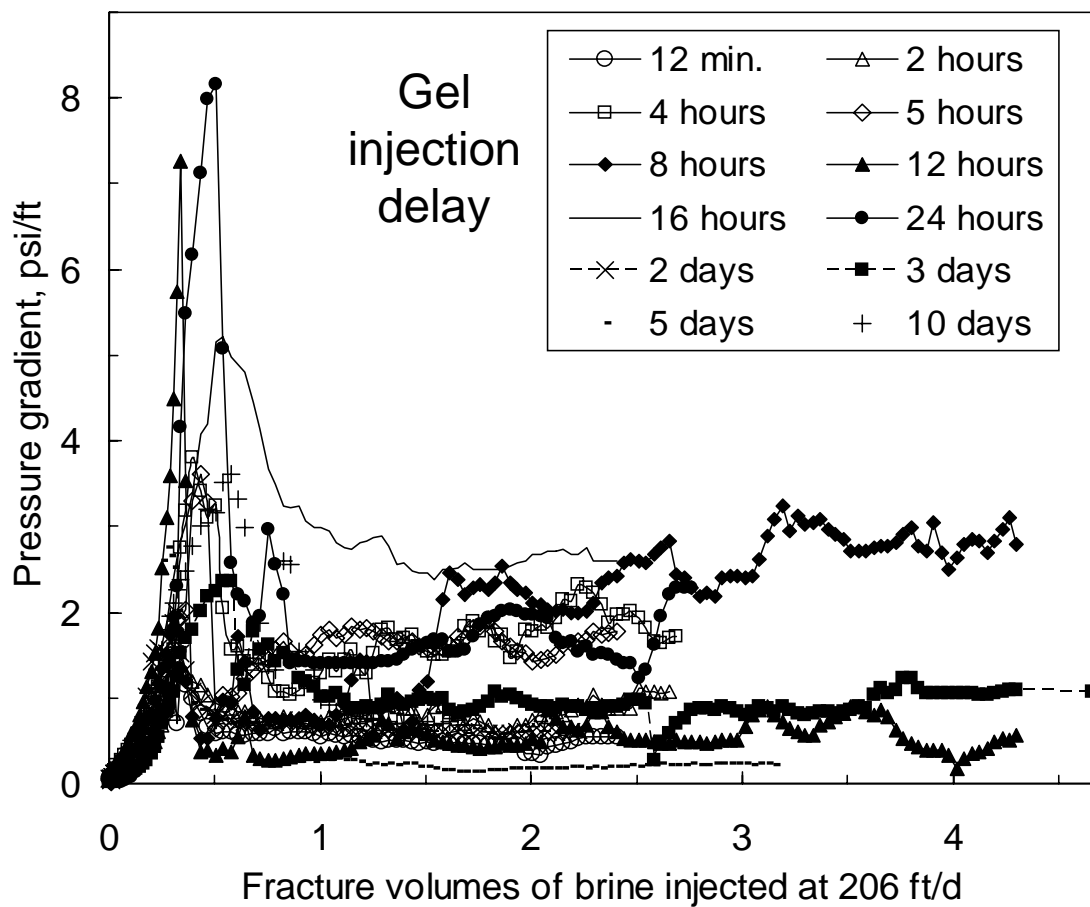 Gel
injection
delay
12 min.
2 hours
4 hours
5 hours
8 hours
12 hours
16 hours
24 hours
2 days
3 days
5 days
10 days
Pressure gradient, psi/ft
8
6
4
2
0
0
1
2
3
4
Fracture volumes of brine injected at 206 ft/d